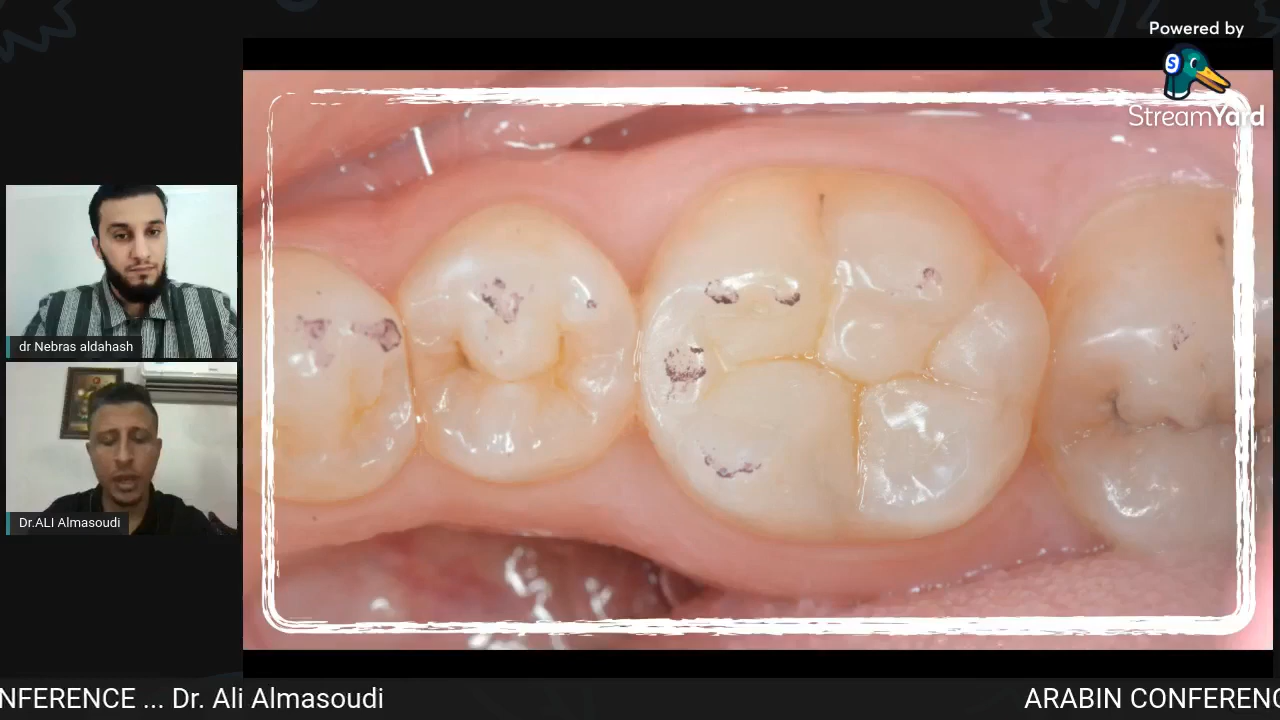 Powered by
S
StreamYard
dr Nebras aldahash
Dr.ALI Almasoudi
NFERENCE ... Dr. Ali Almasoudi
ARABIN CONFERENC